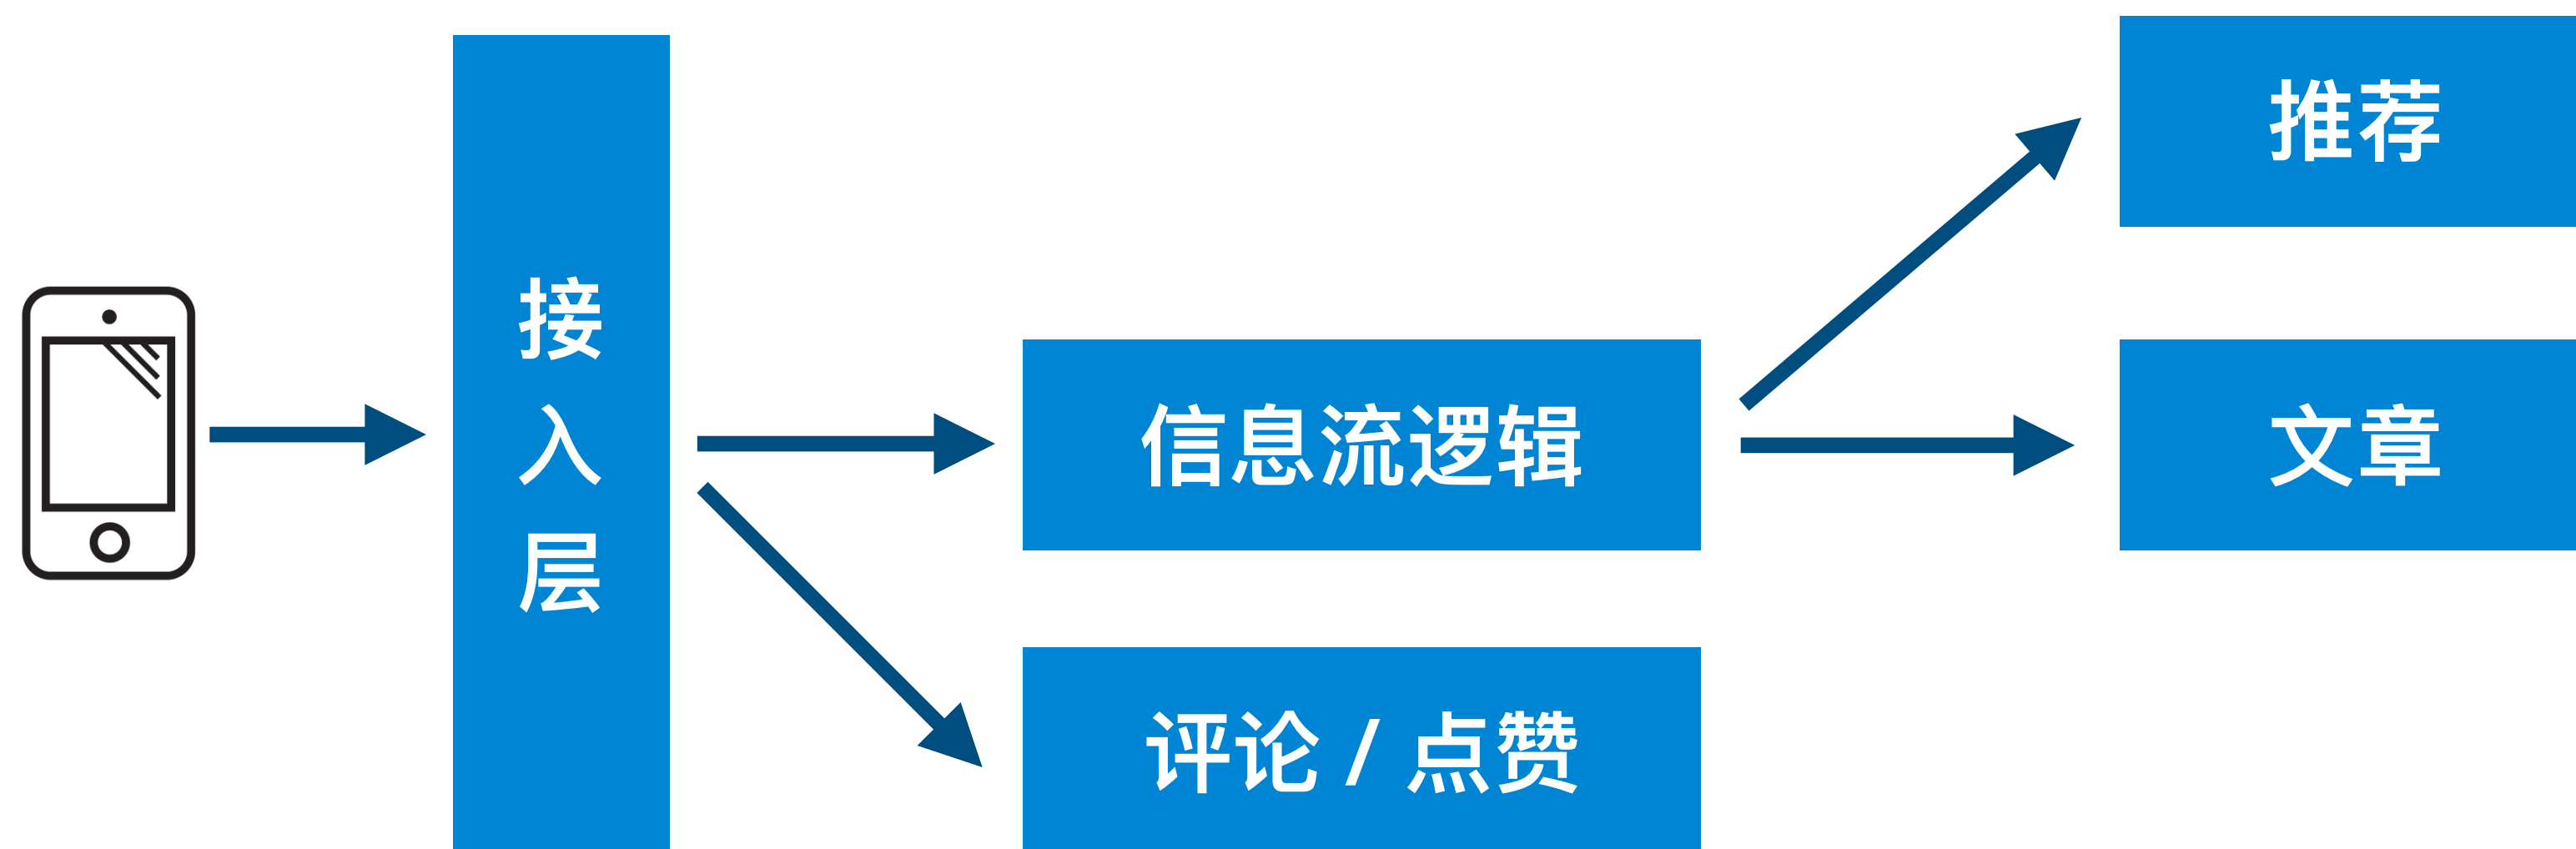 接入层
信息流逻辑
评论 / 点赞
推荐
文章